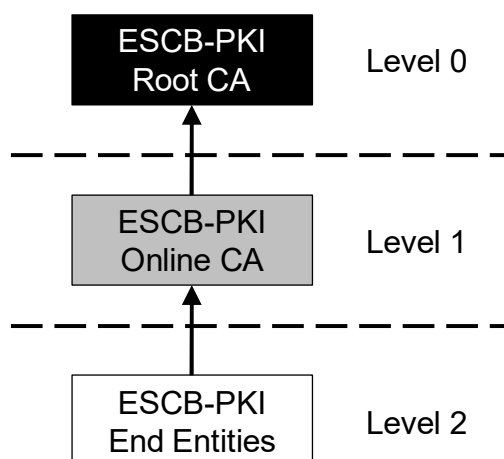 ESCB-PKI
Root CA
Level 0
ESCB-PKI
Online CA
Level 1
ESCB-PKI
End Entities
Level 2